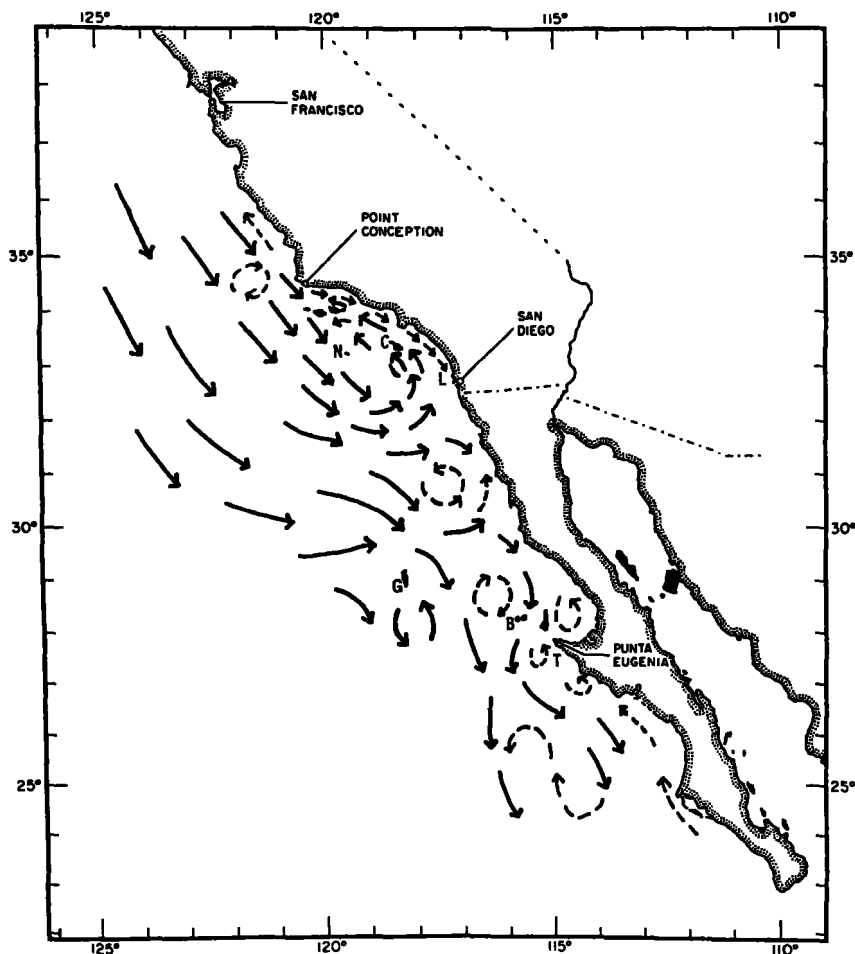 125°
120°
115°
110°
SAN
FRANCISCO
POINT
CONCEPTION
35°
35°
SAN
DIEGO
N
C
L
30°
30°
G
B
T
PUNTA
EUGENIA
25°
25°
125°
120°
115°
110°